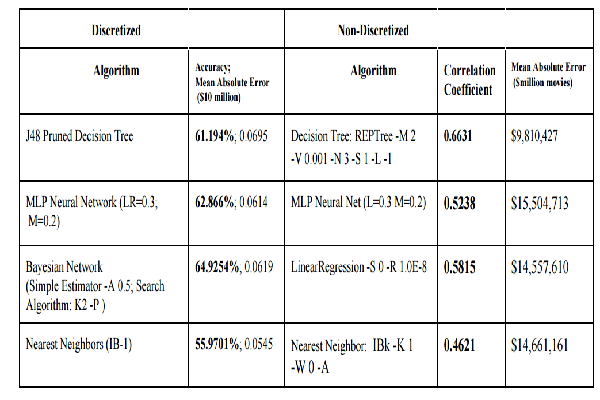 Discretized
Non-Discretized
Algorithm
Accuracy;
Mean Absolute Error
($10 million)
Algorithm
Correlation
Coefficient
Mean Absolute Error
($million movies)
J48 Pruned Decision Tree
61.194%; 0.0695
Decision Tree: REPTree -M 2
-V 0.001 -N 3 -S 1 -L -1
0.6631
$9,810,427
MLP Neural Network (LR=0.3;
M=0.2)
62.866%; 0.0614
MLP Neural Net (L=0.3 M=0.2)
0.5238
$15,504,713
Bayesian Network
(Simple Estimator -A 0.5; Search
Algorithm: K2 -P )
64.9254%; 0.0619
LinearRegression -S 0 -R 1.0E-8
0.5815
$14,557,610
Nearest Neighbors (IB-1)
55.9701%; 0.0545
Nearest Neighbor: IBk -K 1
-W 0 -A
0.4621
$14,661,161